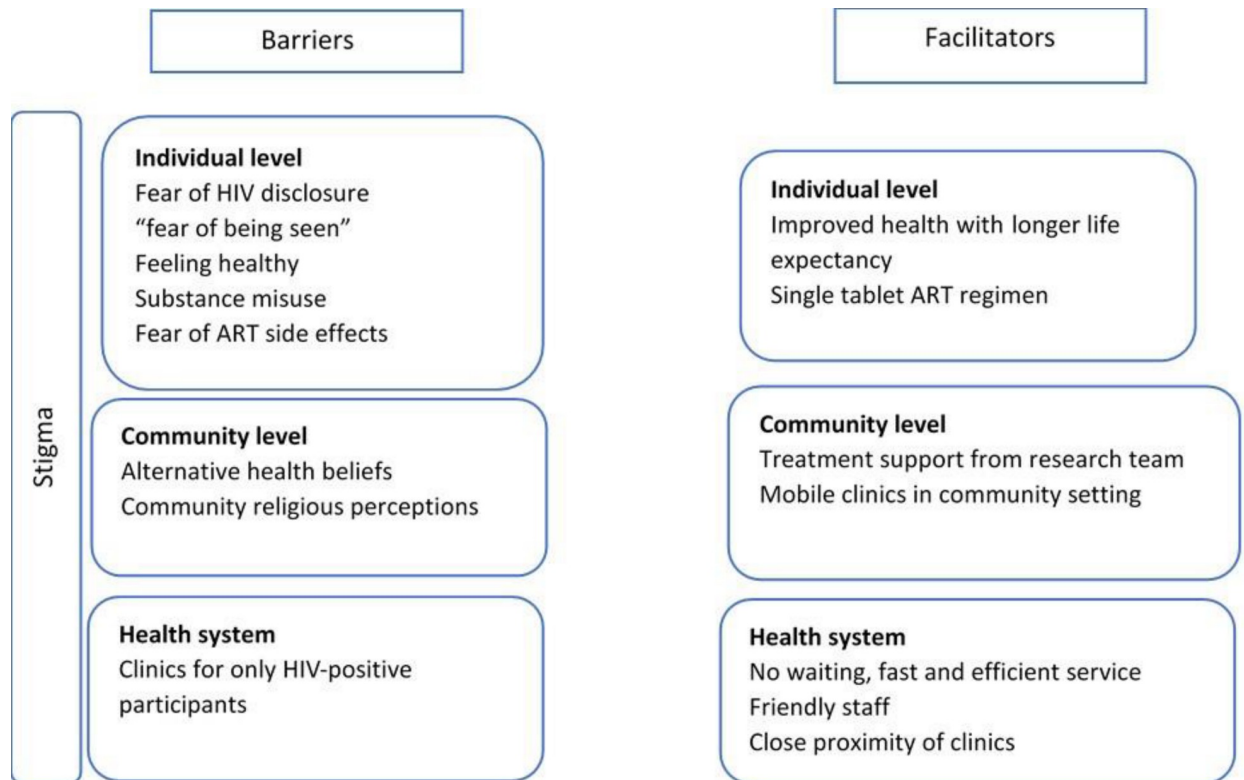 Barriers
Facilitators
Stigma
Individual level
Fear of HIV disclosure
“fear of being seen”
Feeling healthy
Substance misuse
Fear of ART side effects
Community level
Alternative health beliefs
Community religious perceptions
Health system
Clinics for only HIV-positive
participants
Individual level
Improved health with longer life
expectancy
Single tablet ART regimen
Community level
Treatment support from research team
Mobile clinics in community setting
Health system
No waiting, fast and efficient service
Friendly staff
Close proximity of clinics